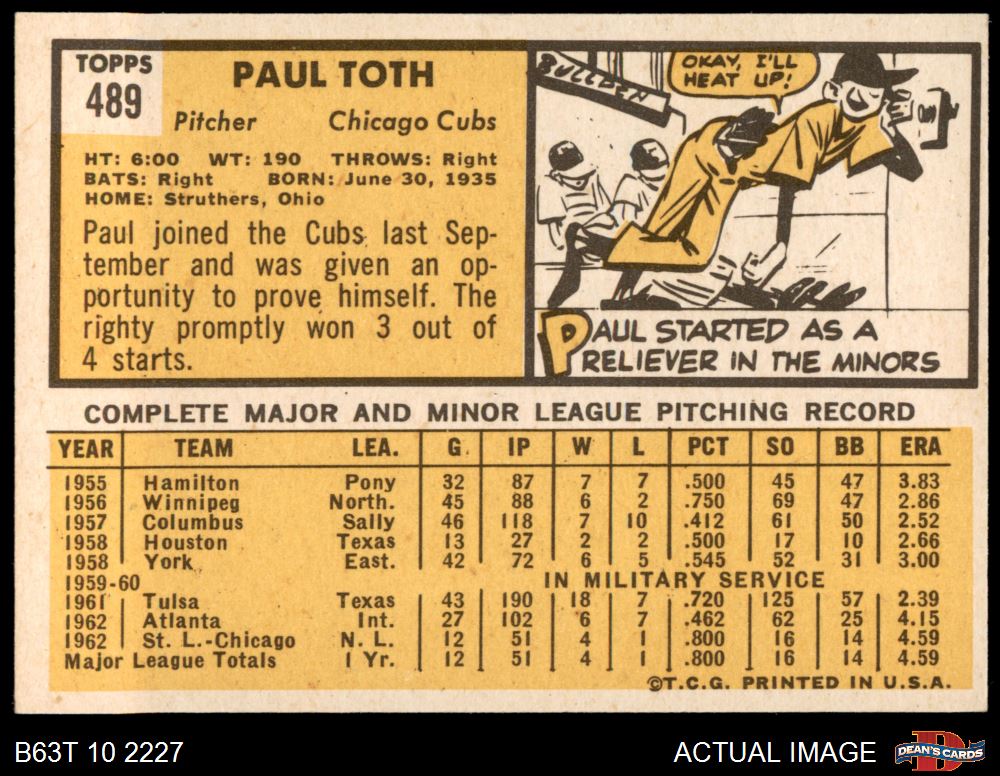 TOPPS
489
PAUL TOTH
Pitcher Chicago Cubs
HT: 6:00 WT: 190 THROWS: Right
BATS: Right BORN: June 30, 1935
HOME: Struthers, Ohio
Paul joined the Cubs last Sep-
tember and was given an op-
portunity to prove himself. The
righty promptly won 3 out of
4 starts.
BULLPEN
OKAY, I'LL
HEAT UP!
PAUL STARTED AS A
RELIEVER IN THE MINORS
COMPLETE MAJOR AND MINOR LEAGUE PITCHING RECORD
YEAR TEAM LEA. G IP W L PCT SO BB ERA
1955 Hamilton Pony 32 87 7 7 .500 45 47 3.83
1956 Winnipeg North. 45 88 6 2 .750 69 47 2.86
1957 Columbus Sally 46 118 7 10 .412 61 50 2.52
1958 Houston Texas 13 27 2 2 .500 17 10 2.66
1958 York East. 42 72 6 5 .545 52 31 3.00
1959-60 IN MILITARY SERVICE
1961 Tulsa Texas 43 190 18 7 .720 125 57 2.39
1962 Atlanta Int. 27 102 6 7 .462 62 25 4.15
1962 St. L.-Chicago N. L. 12 51 4 1 .800 16 14 4.59
Major League Totals 1 Yr. 12 51 4 1 .800 16 14 4.59
©T.C.G. PRINTED IN U.S.A.
B63T 10 2227 ACTUAL IMAGE D DEAN'S CARDS